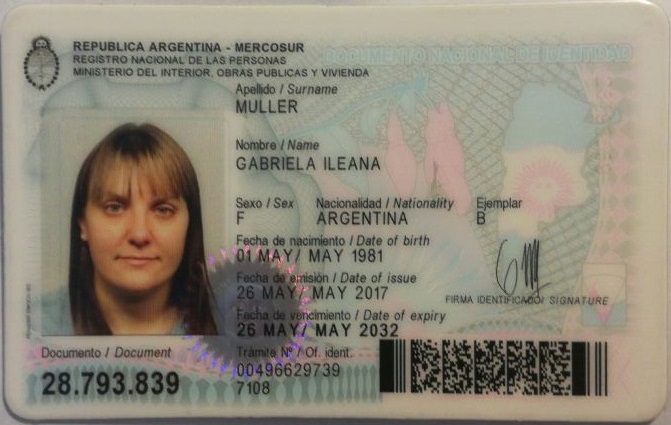 REPUBLICA ARGENTINA - MERCOSUR
REGISTRO NACIONAL DE LAS PERSONAS
MINISTERIO DEL INTERIOR, OBRAS PUBLICAS Y VIVIENDA
DOCUMENTO NACIONAL DE IDENTIDAD
Apellido / Surname
MULLER
Nombre / Name
GABRIELA ILEANA
Sexo / Sex Nacionalidad / Nationality Ejemplar
F ARGENTINA B
Fecha de nacimiento / Date of birth
01 MAY/ MAY 1981
Fecha de emisión / Date of issue
26 MAY/ MAY 2017
FIRMA IDENTIFICADO/ SIGNATURE
Fecha de vencimiento / Date of expiry
26 MAY/ MAY 2032
Documento / Document
28.793.839
Trámite Nº / Of. ident.
00496629739
7108